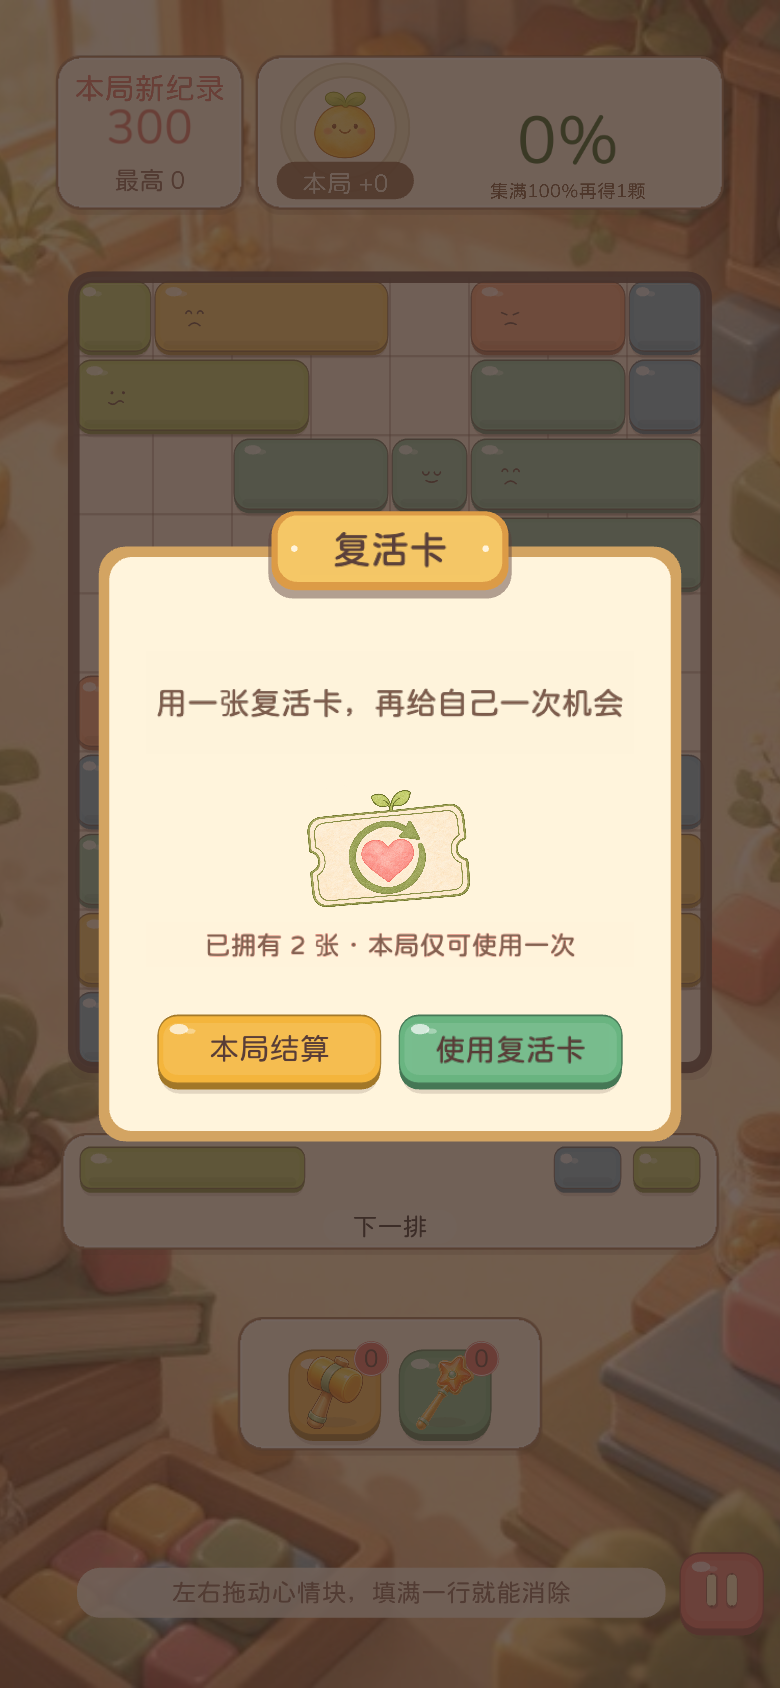 本局新纪录
300
最高 0
本局 +0
0%
集满100%再得1颗
复活卡
用一张复活卡，再给自己一次机会
已拥有 2 张 · 本局仅可使用一次
本局结算
使用复活卡
下一排
0
0
左右拖动心情块，填满一行就能消除